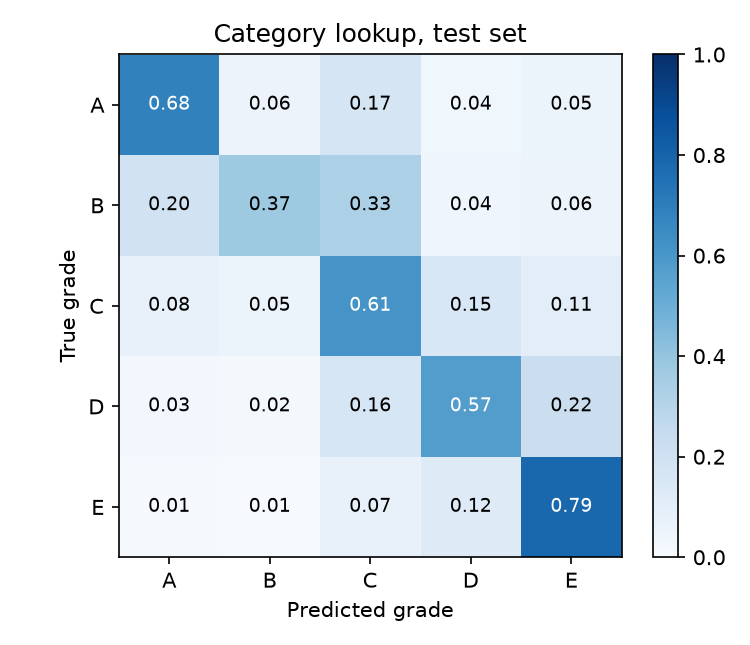 Category lookup, test set
1.0
A 0.68 0.06 0.17 0.04 0.05
0.8
B 0.20 0.37 0.33 0.04 0.06
0.6
True grade
C 0.08 0.05 0.61 0.15 0.11
0.4
D 0.03 0.02 0.16 0.57 0.22
0.2
E 0.01 0.01 0.07 0.12 0.79
0.0
A B C D E
Predicted grade